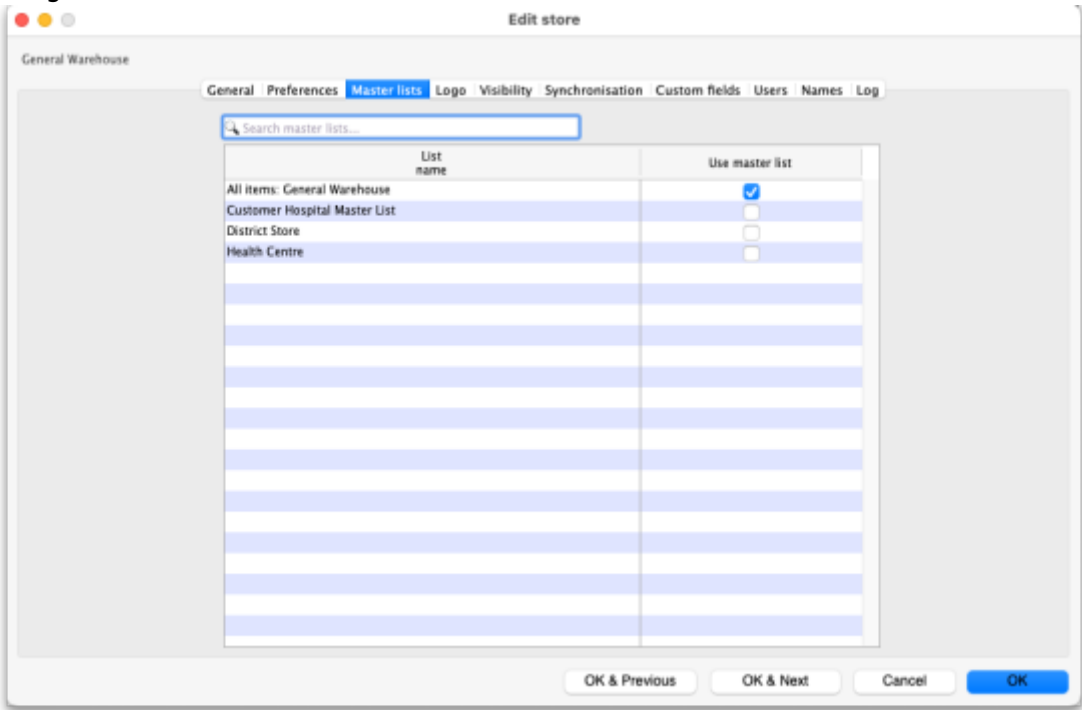 Edit store
General Warehouse
General Preferences Master lists Logo Visibility Synchronisation Custom fields Users Names Log
Search master lists...
List name Use master list
All items: General Warehouse
Customer Hospital Master List
District Store
Health Centre
OK & Previous OK & Next Cancel OK